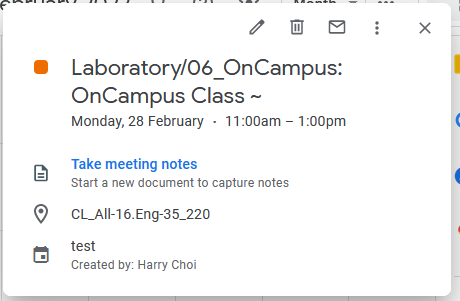 Month
Laboratory/06_OnCampus:
OnCampus Class ~
Monday, 28 February · 11:00am – 1:00pm
Take meeting notes
Start a new document to capture notes
CL_All-16.Eng-35_220
test
Created by: Harry Choi